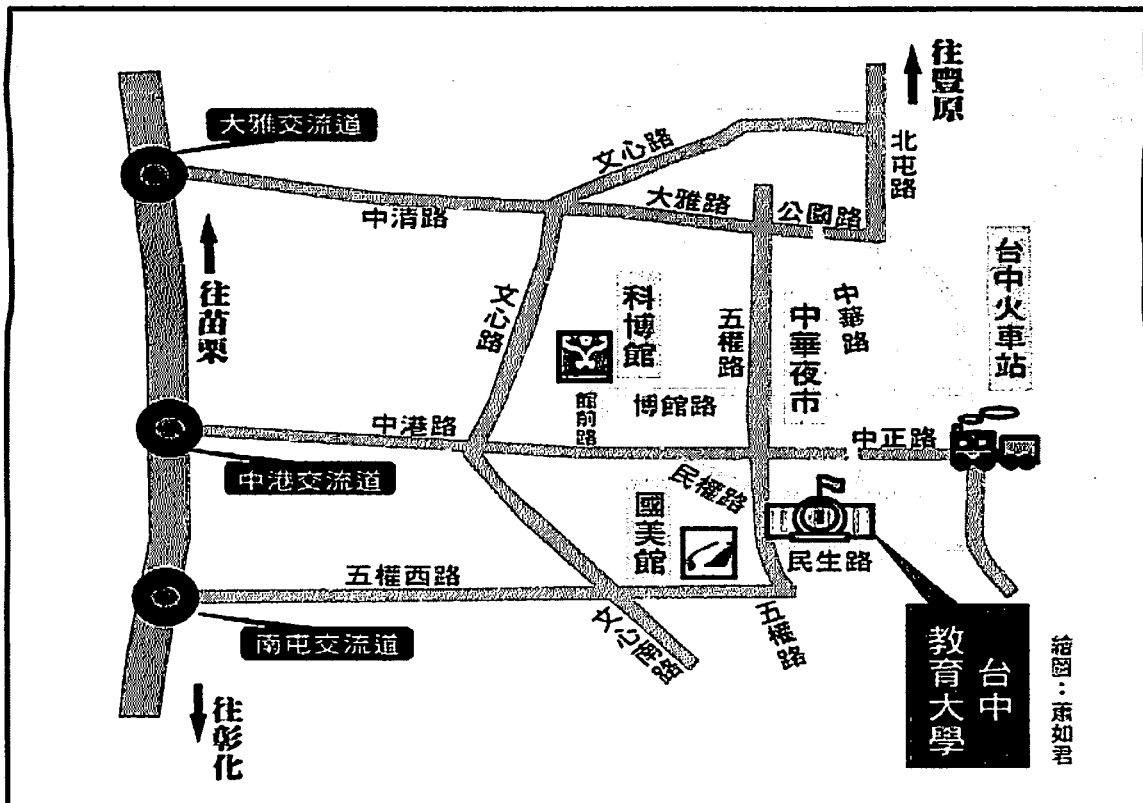 往豐原
大雅交流道
文心路
北屯路
大雅路
公園路
中清路
往苗栗
文心路
科博館
五權路
中華夜市
中華路
台中火車站
館前路
博館路
中港路
中正路
中港交流道
民權路
國美館
民生路
五權西路
五權路
文心南路
南屯交流道
台中
教育大學
繪圖：蕭如君
往彰化